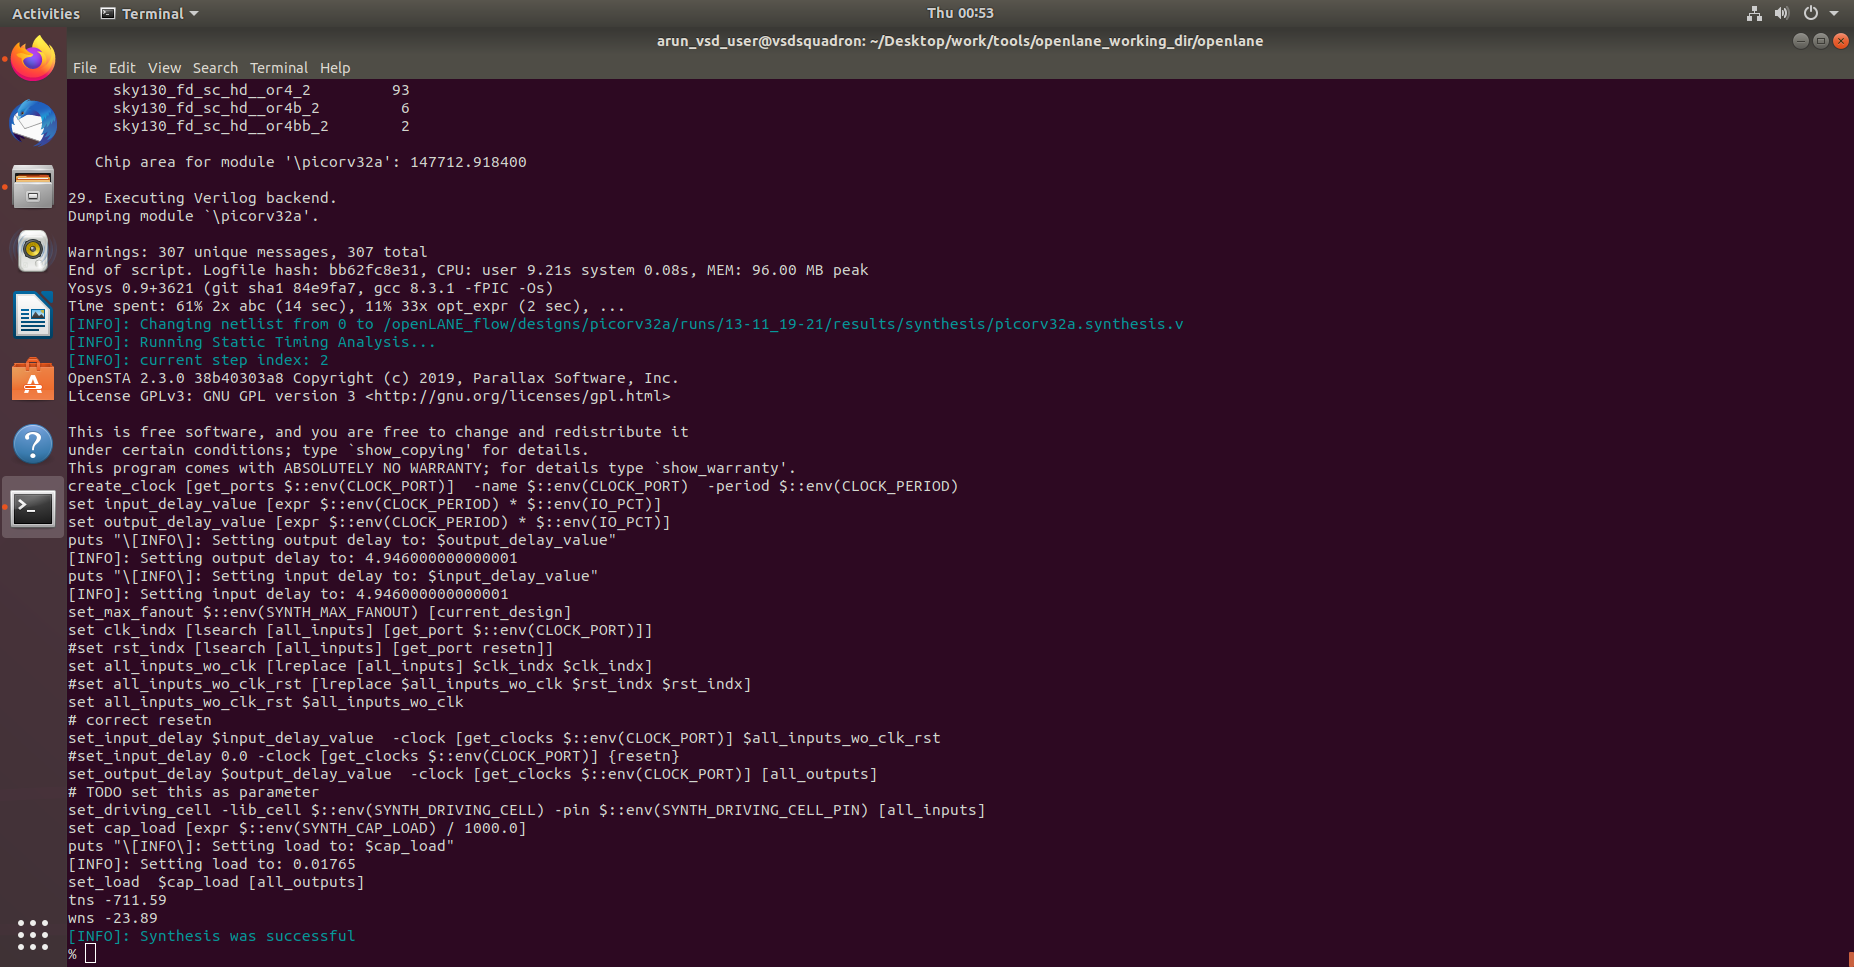 Activities Terminal Thu 00:53
arun_vsd_user@vsdsquadron: ~/Desktop/work/tools/openlane_working_dir/openlane
File Edit View Search Terminal Help
sky130_fd_sc_hd__or4_2 93
sky130_fd_sc_hd__or4b_2 6
sky130_fd_sc_hd__or4bb_2 2
Chip area for module '\picorv32a': 147712.918400
29. Executing Verilog backend.
Dumping module `\picorv32a'.
Warnings: 307 unique messages, 307 total
End of script. Logfile hash: bb62fc8e31, CPU: user 9.21s system 0.08s, MEM: 96.00 MB peak
Yosys 0.9+3621 (git sha1 84e9fa7, gcc 8.3.1 -fPIC -Os)
Time spent: 61% 2x abc (14 sec), 11% 33x opt_expr (2 sec), ...
[INFO]: Changing netlist from 0 to /openLANE_flow/designs/picorv32a/runs/13-11_19-21/results/synthesis/picorv32a.synthesis.v
[INFO]: Running Static Timing Analysis...
[INFO]: current step index: 2
OpenSTA 2.3.0 38b40303a8 Copyright (c) 2019, Parallax Software, Inc.
License GPLv3: GNU GPL version 3 <http://gnu.org/licenses/gpl.html>
This is free software, and you are free to change and redistribute it
under certain conditions; type `show_copying' for details.
This program comes with ABSOLUTELY NO WARRANTY; for details type `show_warranty'.
create_clock [get_ports $::env(CLOCK_PORT)]  -name $::env(CLOCK_PORT)  -period $::env(CLOCK_PERIOD)
set input_delay_value [expr $::env(CLOCK_PERIOD) * $::env(IO_PCT)]
set output_delay_value [expr $::env(CLOCK_PERIOD) * $::env(IO_PCT)]
puts "\[INFO\]: Setting output delay to: $output_delay_value"
[INFO]: Setting output delay to: 4.946000000000001
puts "\[INFO\]: Setting input delay to: $input_delay_value"
[INFO]: Setting input delay to: 4.946000000000001
set_max_fanout $::env(SYNTH_MAX_FANOUT) [current_design]
set clk_indx [lsearch [all_inputs] [get_port $::env(CLOCK_PORT)]]
#set rst_indx [lsearch [all_inputs] [get_port resetn]]
set all_inputs_wo_clk [lreplace [all_inputs] $clk_indx $clk_indx]
#set all_inputs_wo_clk_rst [lreplace $all_inputs_wo_clk $rst_indx $rst_indx]
set all_inputs_wo_clk_rst $all_inputs_wo_clk
# correct resetn
set_input_delay $input_delay_value  -clock [get_clocks $::env(CLOCK_PORT)] $all_inputs_wo_clk_rst
#set_input_delay 0.0 -clock [get_clocks $::env(CLOCK_PORT)] {resetn}
set_output_delay $output_delay_value  -clock [get_clocks $::env(CLOCK_PORT)] [all_outputs]
# TODO set this as parameter
set_driving_cell -lib_cell $::env(SYNTH_DRIVING_CELL) -pin $::env(SYNTH_DRIVING_CELL_PIN) [all_inputs]
set cap_load [expr $::env(SYNTH_CAP_LOAD) / 1000.0]
puts "\[INFO\]: Setting load to: $cap_load"
[INFO]: Setting load to: 0.01765
set_load  $cap_load [all_outputs]
tns -711.59
wns -23.89
[INFO]: Synthesis was successful
%